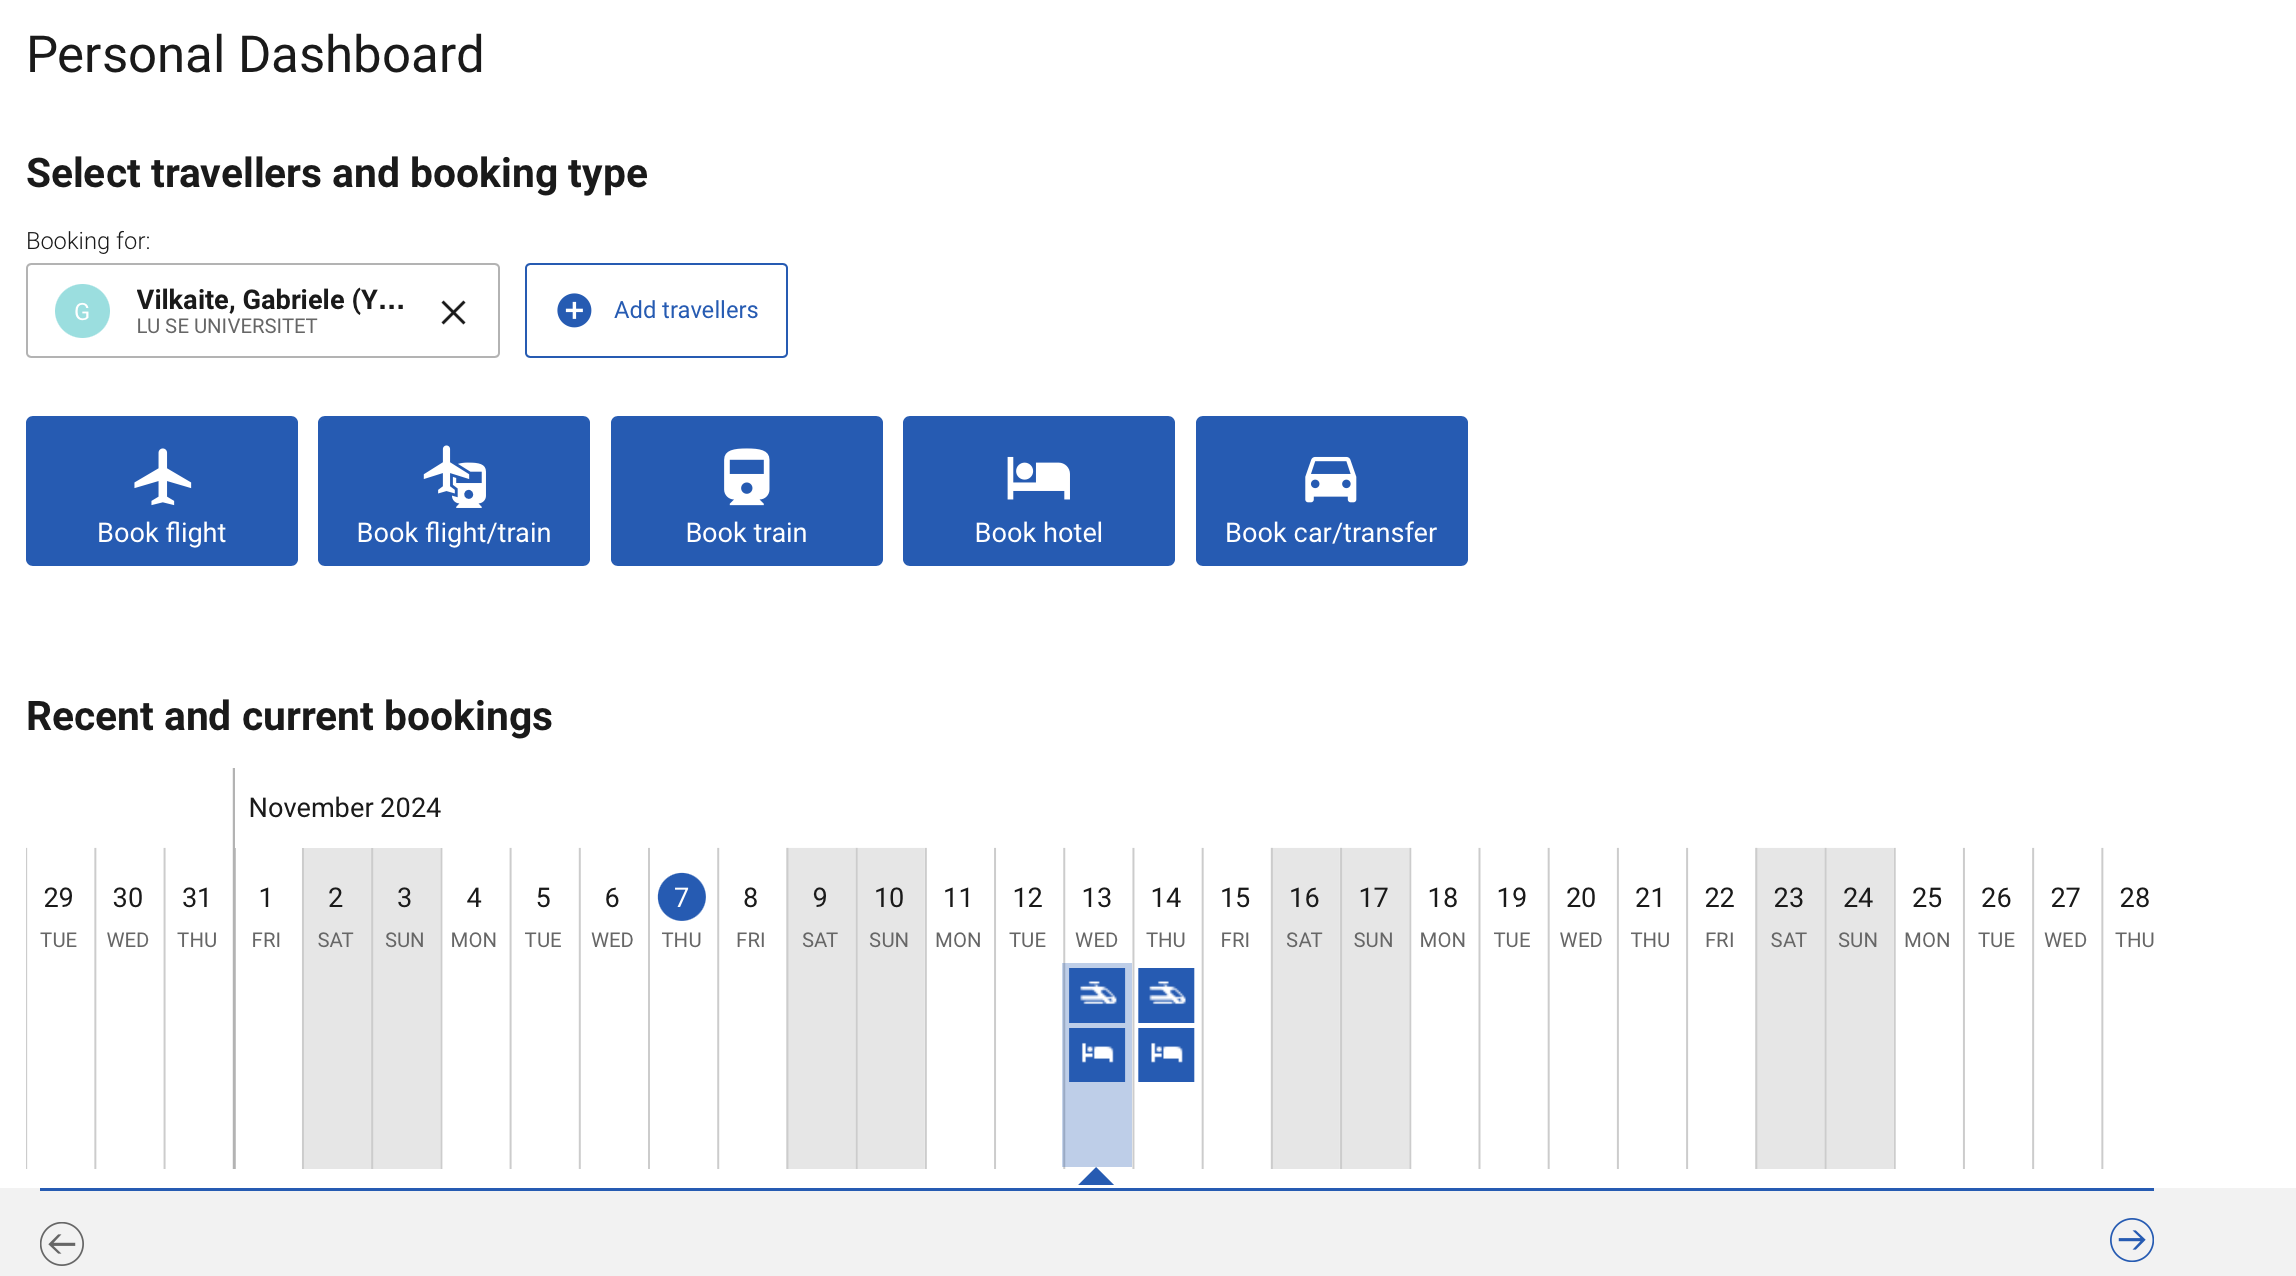 Personal Dashboard
Select travellers and booking type
Booking for:
G
Vilkaite, Gabriele (Y...
LU SE UNIVERSITET
Add travellers
Book flight
Book flight/train
Book train
Book hotel
Book car/transfer
Recent and current bookings
November 2024
29 30 31 1 2 3 4 5 6 7 8 9 10 11 12 13 14 15 16 17 18 19 20 21 22 23 24 25 26 27 28
TUE WED THU FRI SAT SUN MON TUE WED THU FRI SAT SUN MON TUE WED THU FRI SAT SUN MON TUE WED THU FRI SAT SUN MON TUE WED THU